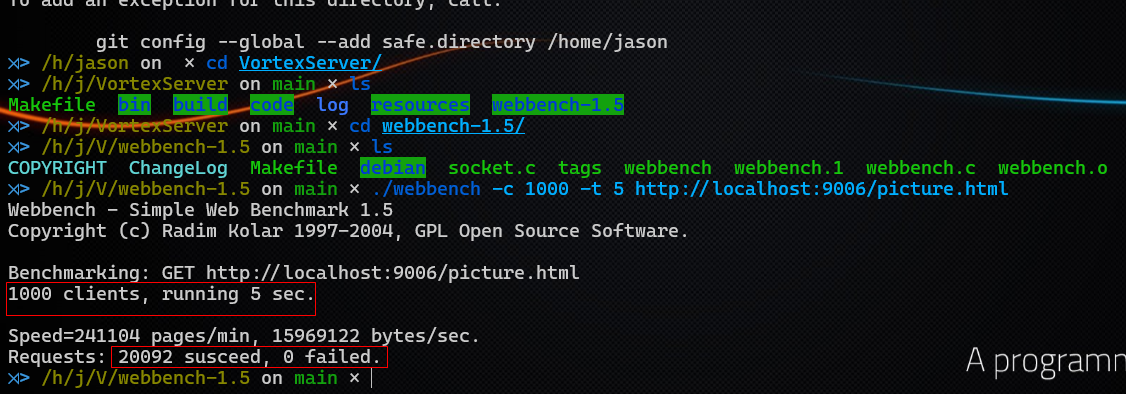 To add an exception for this directory, call:
git config --global --add safe.directory /home/jason
⋊> /h/jason on × cd VortexServer/
⋊> /h/j/VortexServer on main × ls
Makefile bin build code log resources webbench-1.5
⋊> /h/j/VortexServer on main × cd webbench-1.5/
⋊> /h/j/V/webbench-1.5 on main × ls
COPYRIGHT ChangeLog Makefile debian socket.c tags webbench webbench.1 webbench.c webbench.o
⋊> /h/j/V/webbench-1.5 on main × ./webbench -c 1000 -t 5 http://localhost:9006/picture.html
Webbench - Simple Web Benchmark 1.5
Copyright (c) Radim Kolar 1997-2004, GPL Open Source Software.
Benchmarking: GET http://localhost:9006/picture.html
1000 clients, running 5 sec.
Speed=241104 pages/min, 15969122 bytes/sec.
Requests: 20092 susceed, 0 failed.
A programm
⋊> /h/j/V/webbench-1.5 on main ×